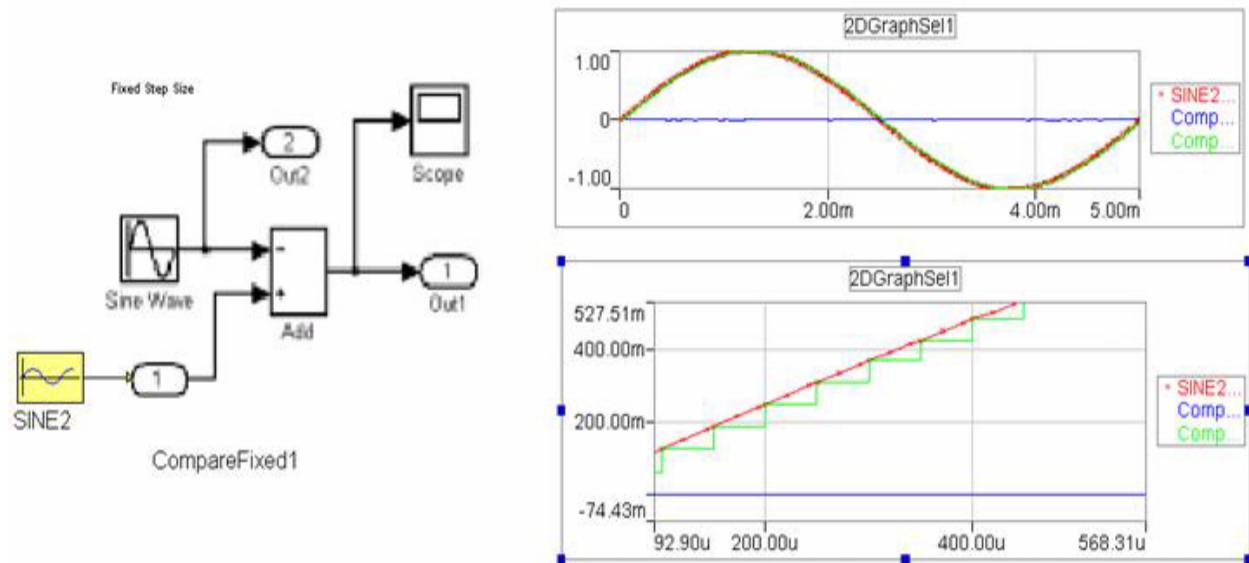 Fixed Step Size
2
Out2
Scope
Sine Wave
-
+
Add
1
Out1
1
SINE2
CompareFixed1
2DGraphSel1
1.00
0
-1.00
0
2.00m
4.00m
5.00m
SINE2...
Comp...
Comp...
2DGraphSel1
527.51m
400.00m
200.00m
-74.43m
92.90u
200.00u
400.00u
568.31u
SINE2...
Comp...
Comp...